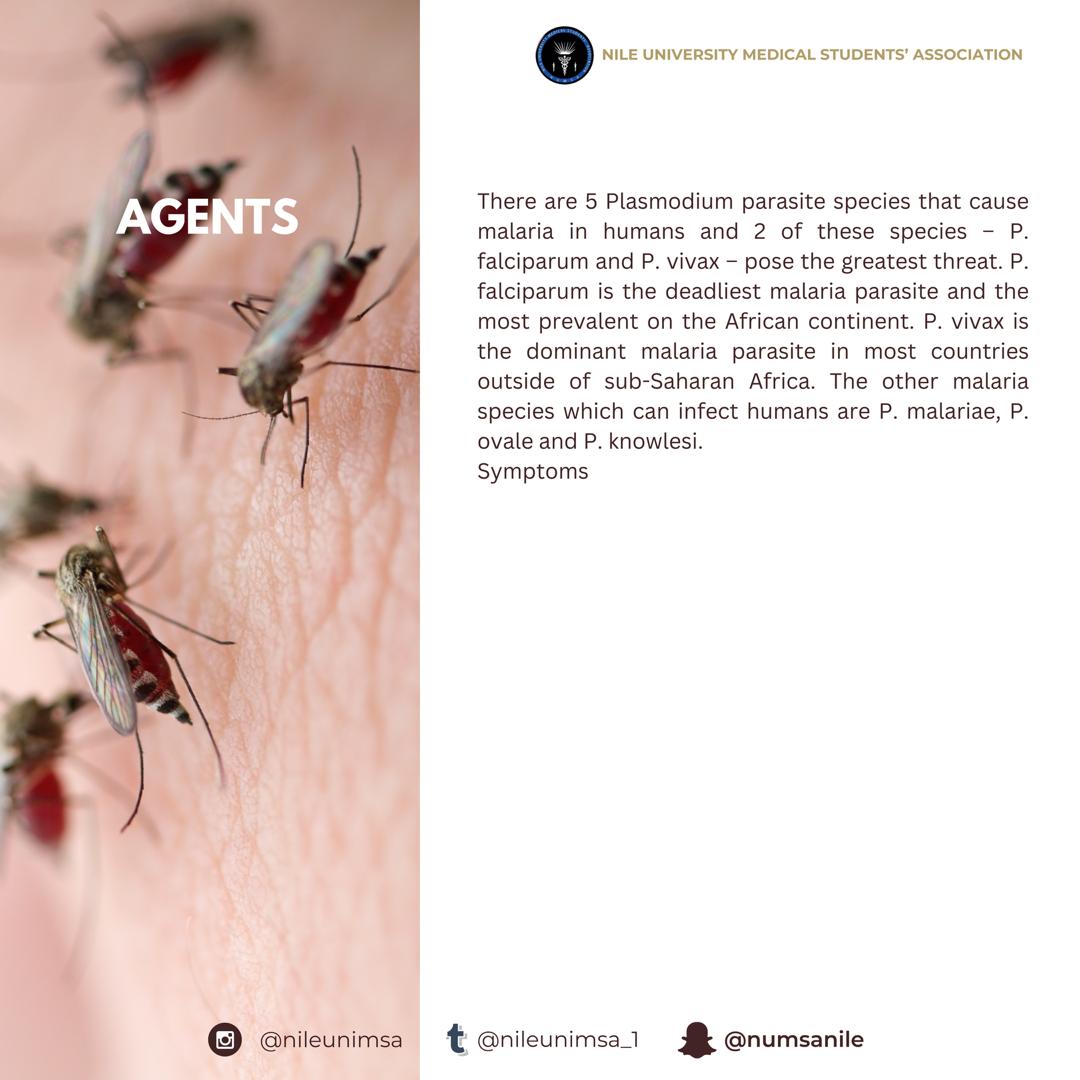 NILE UNIVERSITY MEDICAL STUDENTS’ ASSOCIATION
AGENTS
There are 5 Plasmodium parasite species that cause
malaria in humans and 2 of these species – P.
falciparum and P. vivax – pose the greatest threat. P.
falciparum is the deadliest malaria parasite and the
most prevalent on the African continent. P. vivax is
the dominant malaria parasite in most countries
outside of sub-Saharan Africa. The other malaria
species which can infect humans are P. malariae, P.
ovale and P. knowlesi.
Symptoms
@nileunimsa
t @nileunimsa_1
@numsanile